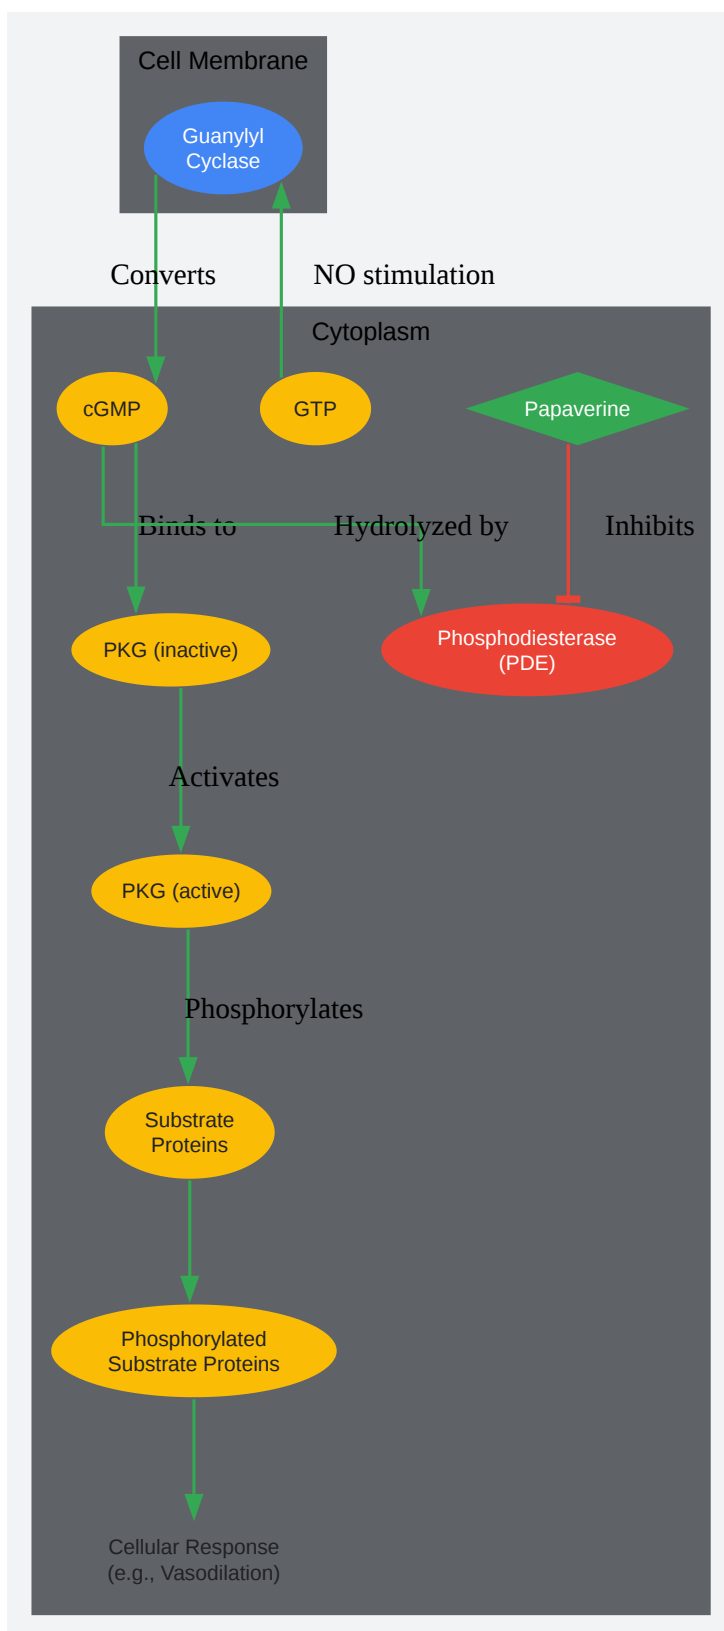 Cell Membrane
Guanylyl
Cyclase
Converts
NO stimulation
Cytoplasm
cGMP
GTP
Papaverine
Binds to
Hydrolyzed by
Inhibits
PKG (inactive)
Phosphodiesterase
(PDE)
Activates
PKG (active)
Phosphorylates
Substrate
Proteins
Phosphorylated
Substrate Proteins
Cellular Response
(e.g., Vasodilation)